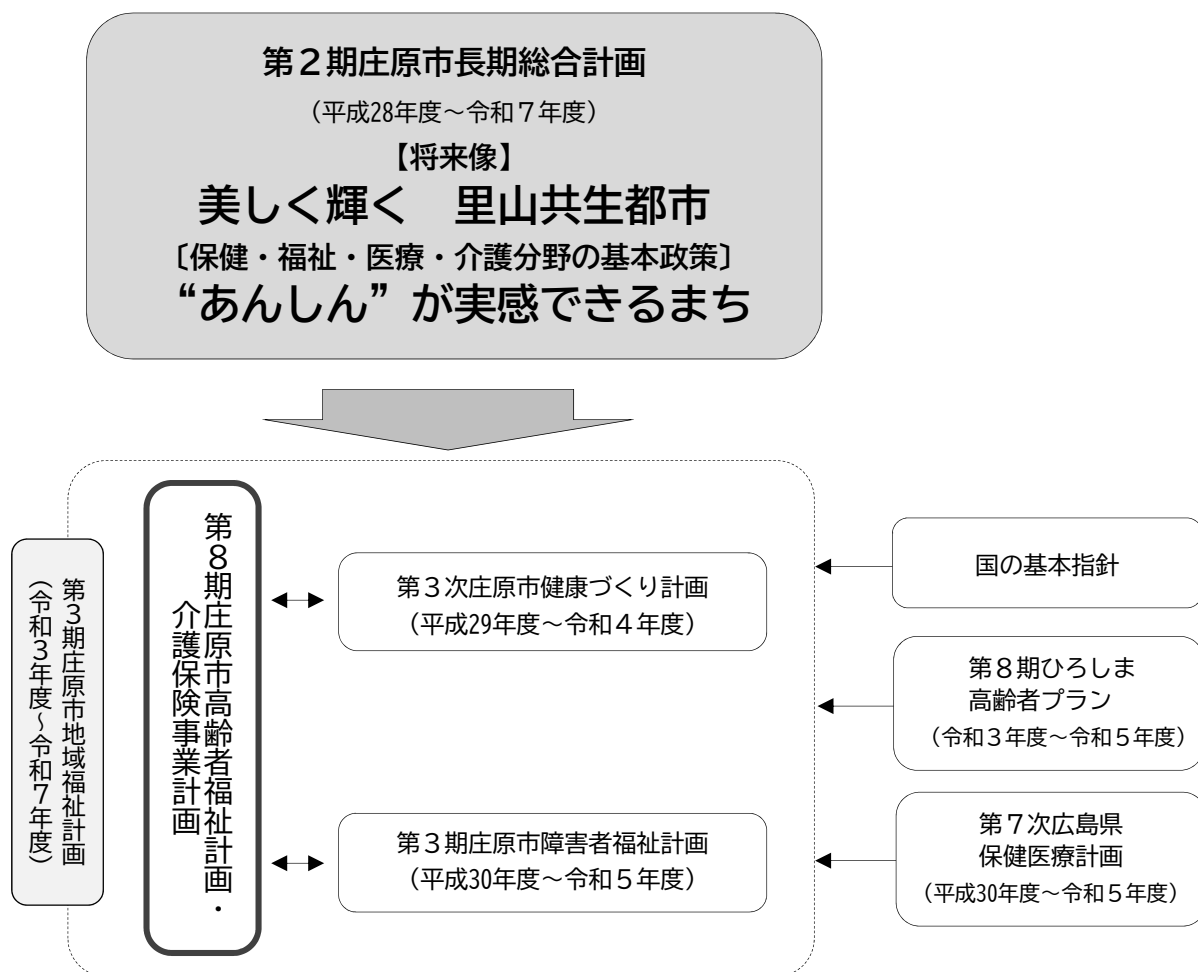 第２期庄原市長期総合計画
（平成28年度～令和７年度）
【将来像】
美しく輝く　里山共生都市
〔保健・福祉・医療・介護分野の基本政策〕
“あんしん”が実感できるまち
第３期庄原市地域福祉計画
（令和３年度～令和７年度）
第８期庄原市高齢者福祉計画・
介護保険事業計画
第３次庄原市健康づくり計画
（平成29年度～令和４年度）
第３期庄原市障害者福祉計画
（平成30年度～令和５年度）
国の基本指針
第８期ひろしま
高齢者プラン
（令和３年度～令和５年度）
第７次広島県
保健医療計画
（平成30年度～令和５年度）